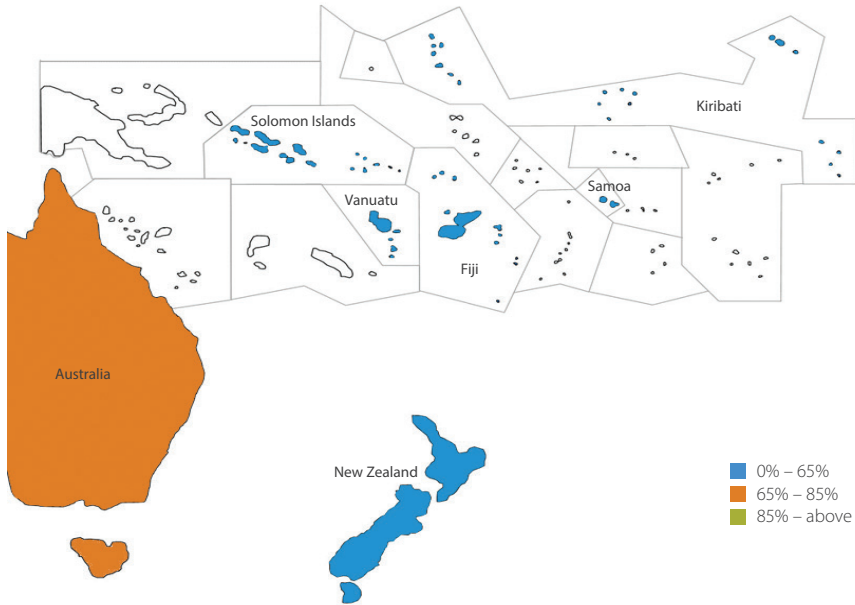 Kiribati
Solomon Islands
Samoa
Vanuatu
Fiji
Australia
New Zealand
0% – 65%
65% – 85%
85% – above